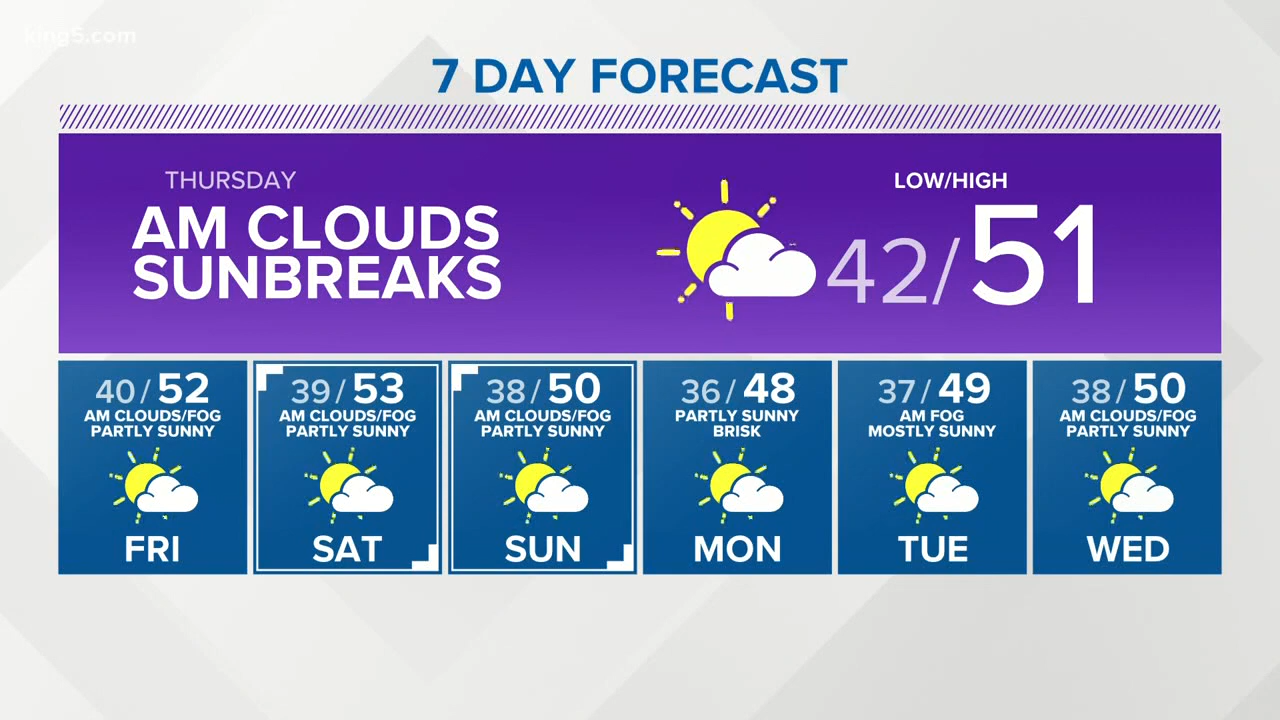 king5.com
7 DAY FORECAST
THURSDAY
AM CLOUDS
SUNBREAKS
LOW/HIGH
42/51
40/52
AM CLOUDS/FOG
PARTLY SUNNY
FRI
39/53
AM CLOUDS/FOG
PARTLY SUNNY
SAT
38/50
AM CLOUDS/FOG
PARTLY SUNNY
SUN
36/48
PARTLY SUNNY
BRISK
MON
37/49
AM FOG
MOSTLY SUNNY
TUE
38/50
AM CLOUDS/FOG
PARTLY SUNNY
WED